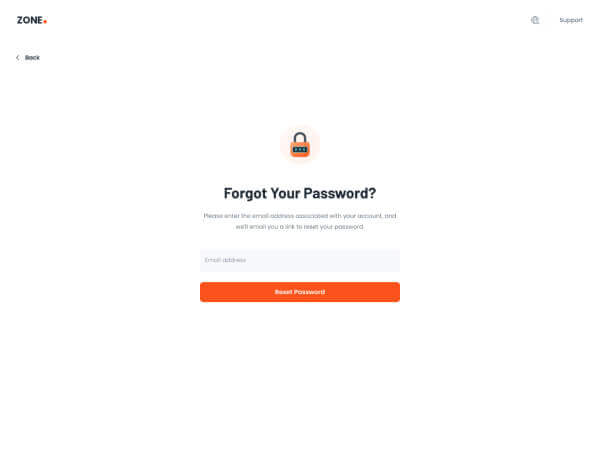 ZONE.
Support
Back
Forgot Your Password?
Please enter the email address associated with your account, and
we'll email you a link to reset your password.
Email address
Reset Password